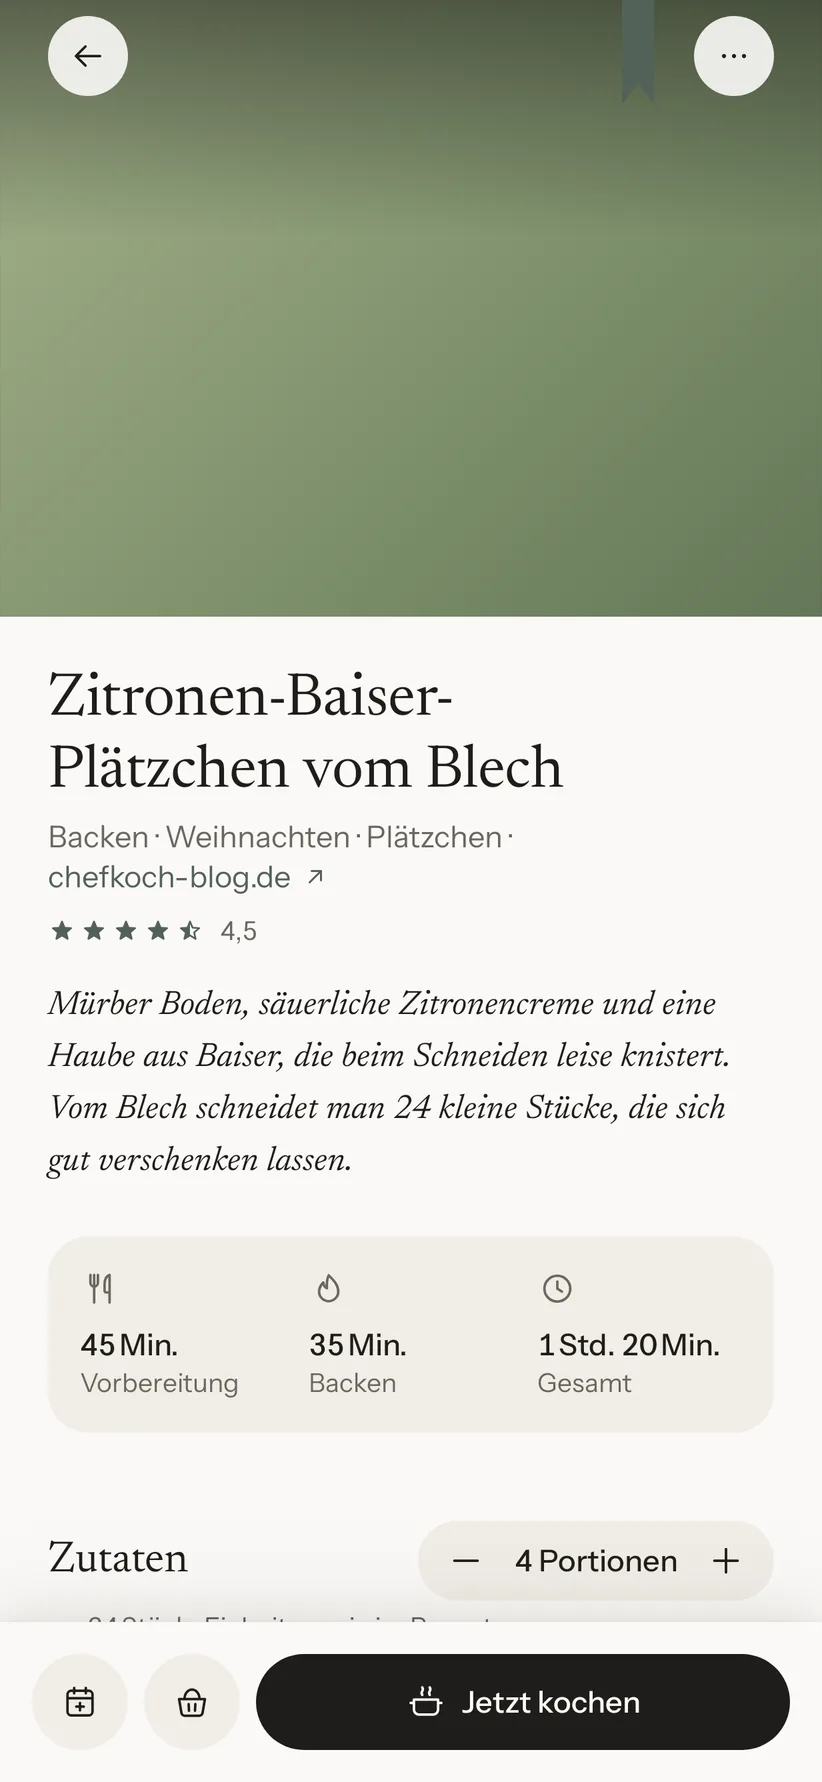 Zitronen-Baiser-
Plätzchen vom Blech
Backen · Weihnachten · Plätzchen ·
chefkoch-blog.de
4,5
Mürber Boden, säuerliche Zitronencreme und eine
Haube aus Baiser, die beim Schneiden leise knistert.
Vom Blech schneidet man 24 kleine Stücke, die sich
gut verschenken lassen.
45 Min.
Vorbereitung
35 Min.
Backen
1 Std. 20 Min.
Gesamt
Zutaten
4 Portionen
Jetzt kochen